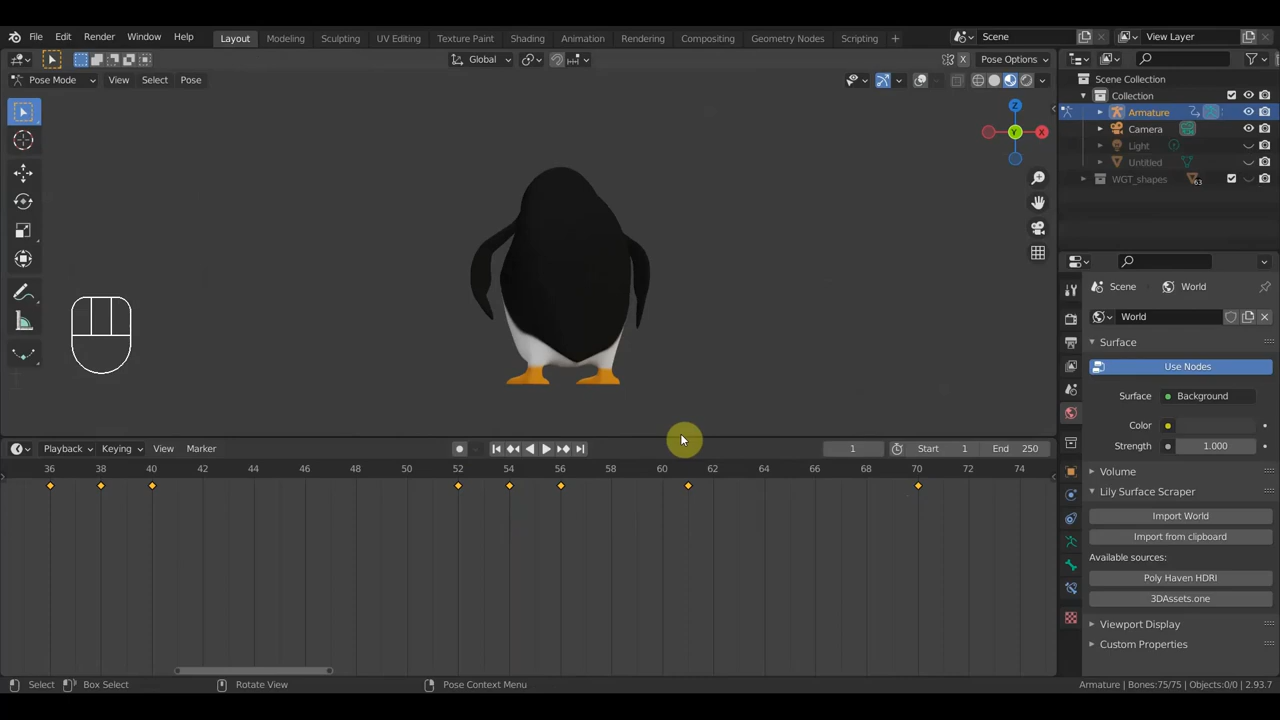 File Edit Render Window Help Layout Modeling Sculpting UV Editing Texture Paint Shading Animation Rendering Compositing Geometry Nodes Scripting + Scene View Layer
Global Pose Options
Pose Mode View Select Pose
Scene Collection
Collection
Armature
Camera
Light
Untitled
WGT_shapes 63
Z
Y X
Scene World
World
Surface
Use Nodes
Surface Background
Color
Strength 1.000
Volume
Lily Surface Scraper
Import World
Import from clipboard
Available sources:
Poly Haven HDRI
3DAssets.one
Viewport Display
Custom Properties
Playback Keying View Marker 1 Start 1 End 250
36 38 40 42 44 46 48 50 52 54 56 58 60 62 64 66 68 70 72 74
Select Box Select Rotate View Pose Context Menu Armature | Bones:75/75 | Objects:0/0 | 2.93.7